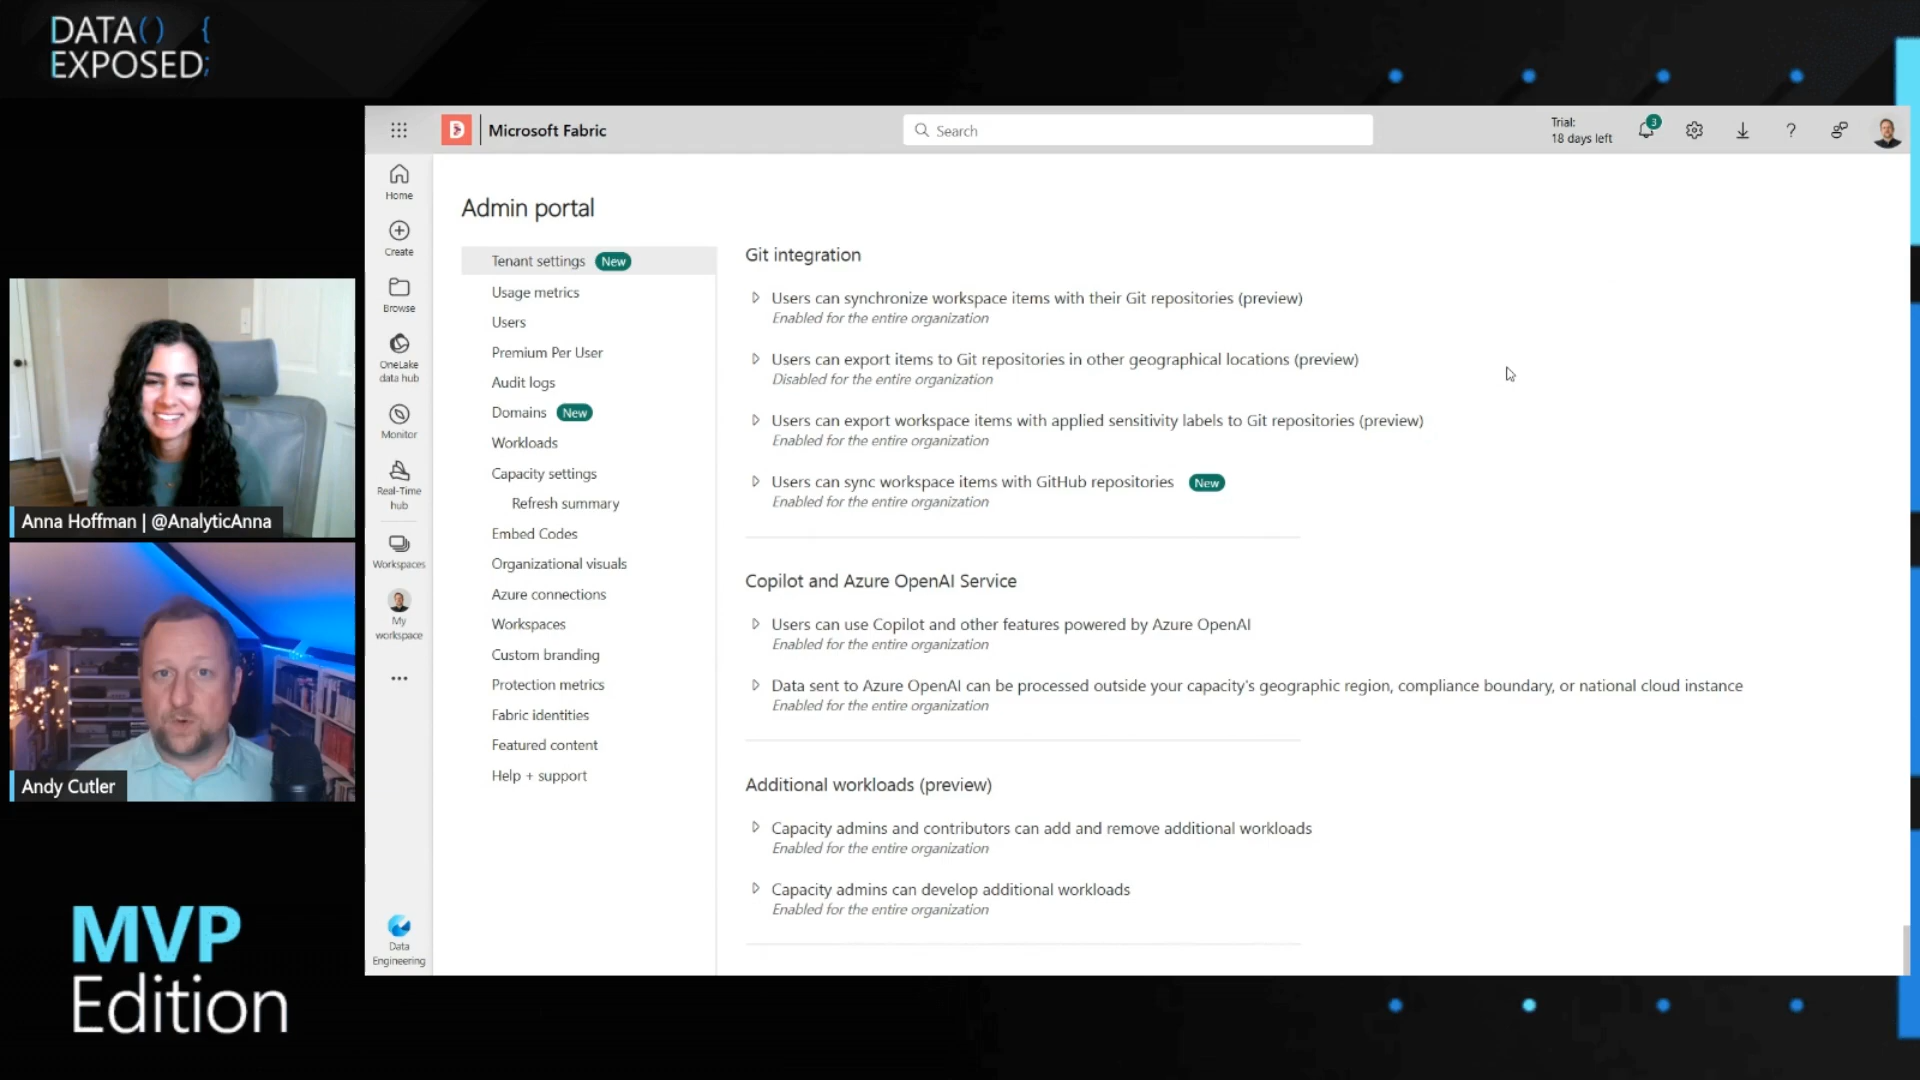 DATA() {
EXPOSED;
Microsoft Fabric
Search
Trial:
18 days left
3
?
Home
Create
Browse
OneLake
data hub
Monitor
Real-Time
hub
Workspaces
My
workspace
...
Data
Engineering
Admin portal
Tenant settings New
Usage metrics
Users
Premium Per User
Audit logs
Domains New
Workloads
Capacity settings
Refresh summary
Embed Codes
Organizational visuals
Azure connections
Workspaces
Custom branding
Protection metrics
Fabric identities
Featured content
Help + support
Git integration
Users can synchronize workspace items with their Git repositories (preview)
Enabled for the entire organization
Users can export items to Git repositories in other geographical locations (preview)
Disabled for the entire organization
Users can export workspace items with applied sensitivity labels to Git repositories (preview)
Enabled for the entire organization
Users can sync workspace items with GitHub repositories New
Enabled for the entire organization
Copilot and Azure OpenAI Service
Users can use Copilot and other features powered by Azure OpenAI
Enabled for the entire organization
Data sent to Azure OpenAI can be processed outside your capacity's geographic region, compliance boundary, or national cloud instance
Enabled for the entire organization
Additional workloads (preview)
Capacity admins and contributors can add and remove additional workloads
Enabled for the entire organization
Capacity admins can develop additional workloads
Enabled for the entire organization
Anna Hoffman | @AnalyticAnna
Andy Cutler
MVP
Edition